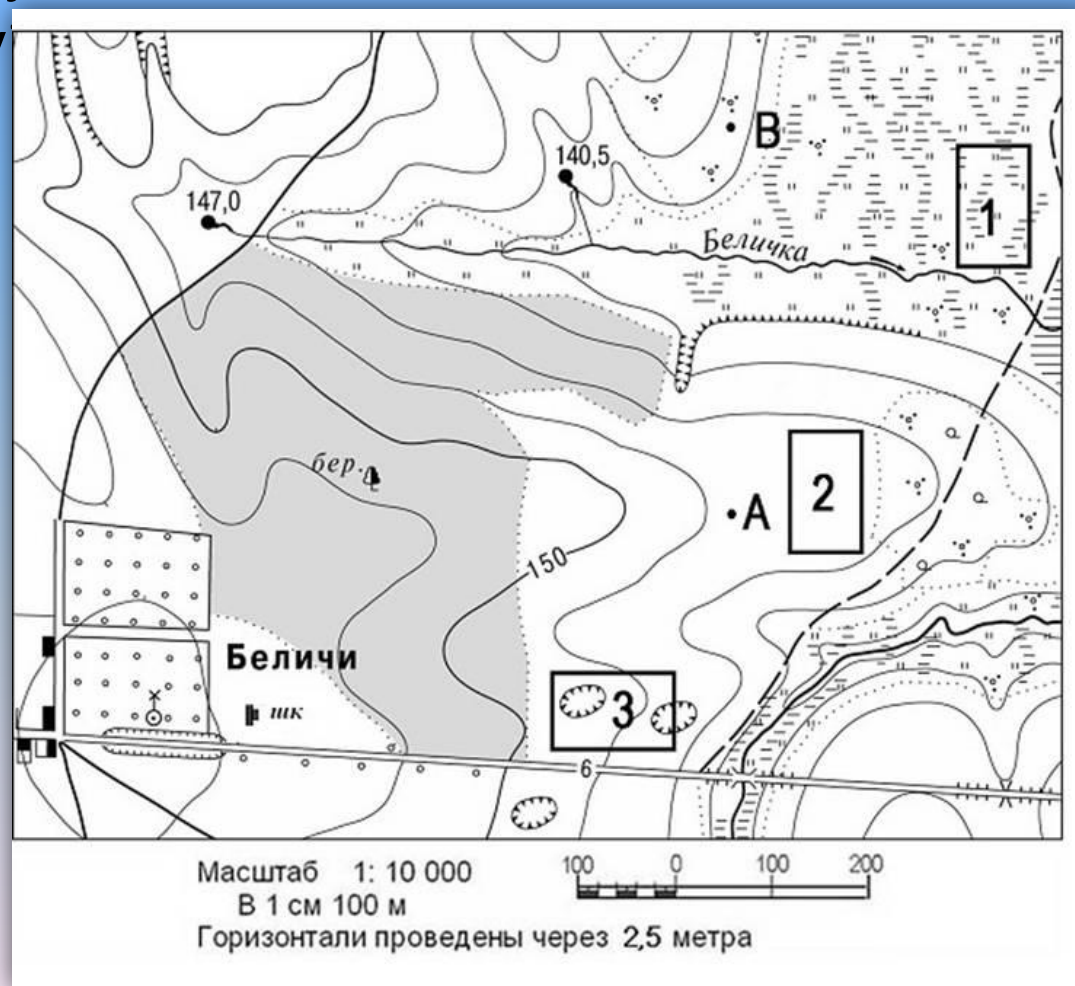 В
140,5
147,0
1
Беличка
бер.
2
А
150
Беличи
3
шк
6
Масштаб 1: 10 000
В 1 см 100 м
Горизонтали проведены через 2,5 метра
100 0 100 200